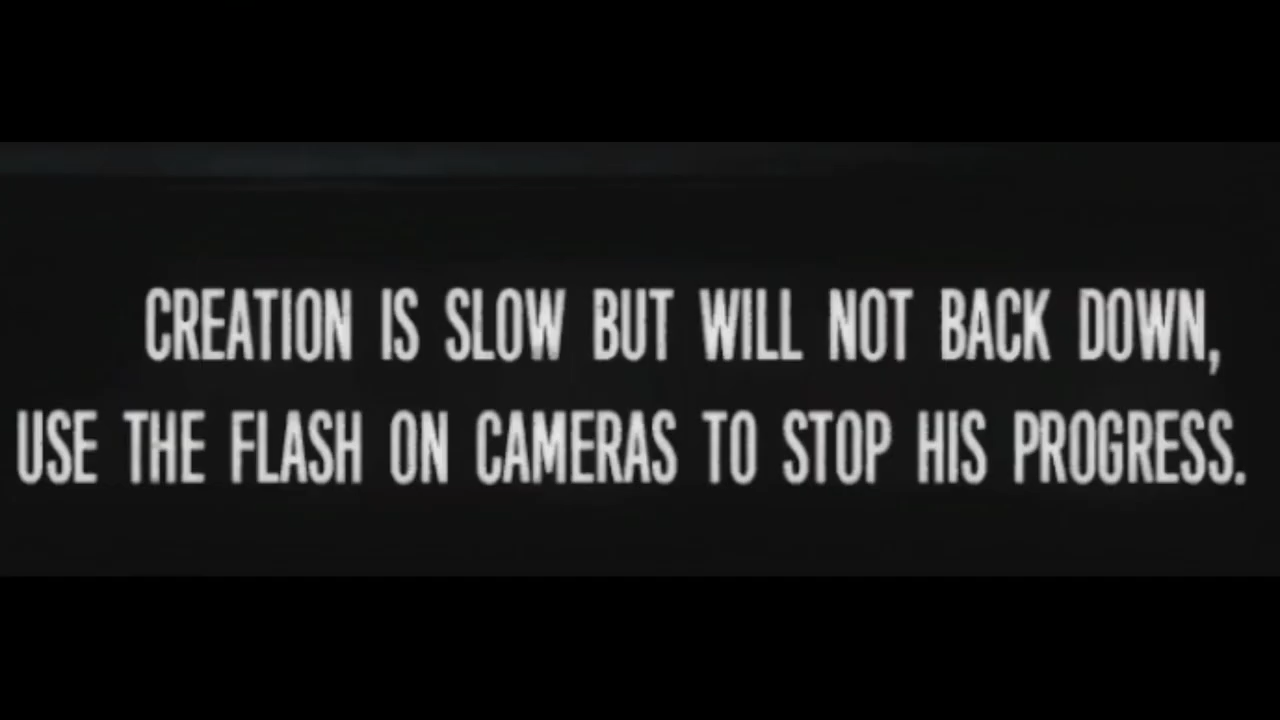 CREATION IS SLOW BUT WILL NOT BACK DOWN,
USE THE FLASH ON CAMERAS TO STOP HIS PROGRESS.